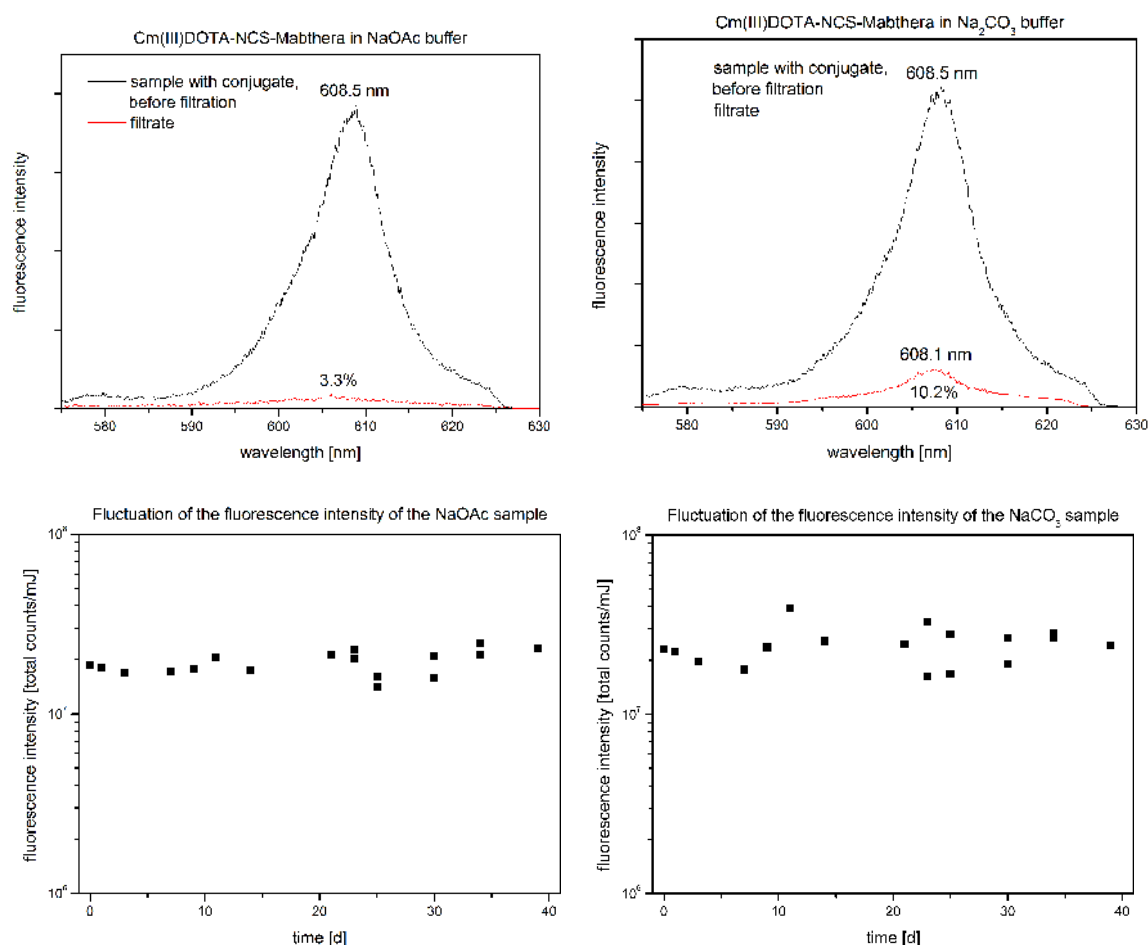 Cm(III)DOTA-NCS-Mabthera in NaOAc buffer
sample with conjugate,
before filtration
filtrate
608.5 nm
3.3%
fluorescence intensity
580 590 600 610 620 630
wavelength [nm]
Cm(III)DOTA-NCS-Mabthera in Na₂CO₃ buffer
sample with conjugate,
before filtration
filtrate
608.5 nm
608.1 nm
10.2%
fluorescence intensity
580 590 600 610 620 630
wavelength [nm]
Fluctuation of the fluorescence intensity of the NaOAc sample
10⁸
10⁷
10⁶
fluorescence intensity [total counts/mJ]
0 10 20 30 40
time [d]
Fluctuation of the fluorescence intensity of the NaCO₃ sample
10⁸
10⁷
10⁶
fluorescence intensity [total counts/mJ]
0 10 20 30 40
time [d]